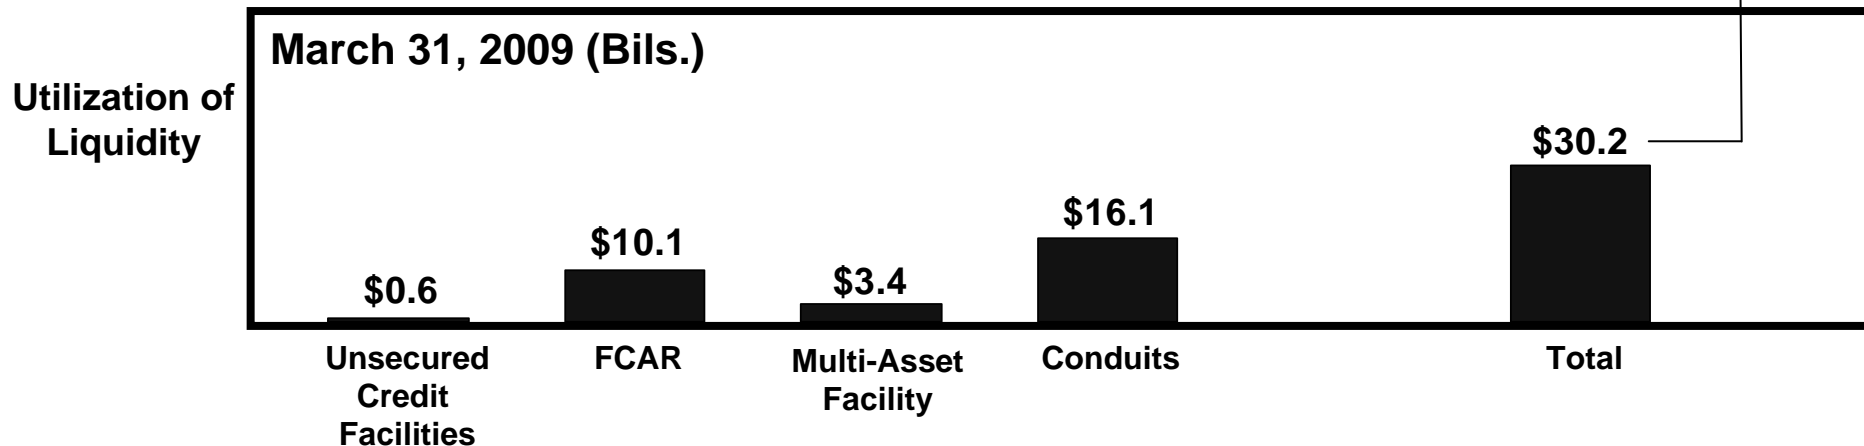 March 31, 2009 (Bils.)
Utilization of
Liquidity
$0.6
$10.1
$3.4
$16.1
$30.2
Unsecured
Credit
Facilities
FCAR
Multi-Asset
Facility
Conduits
Total